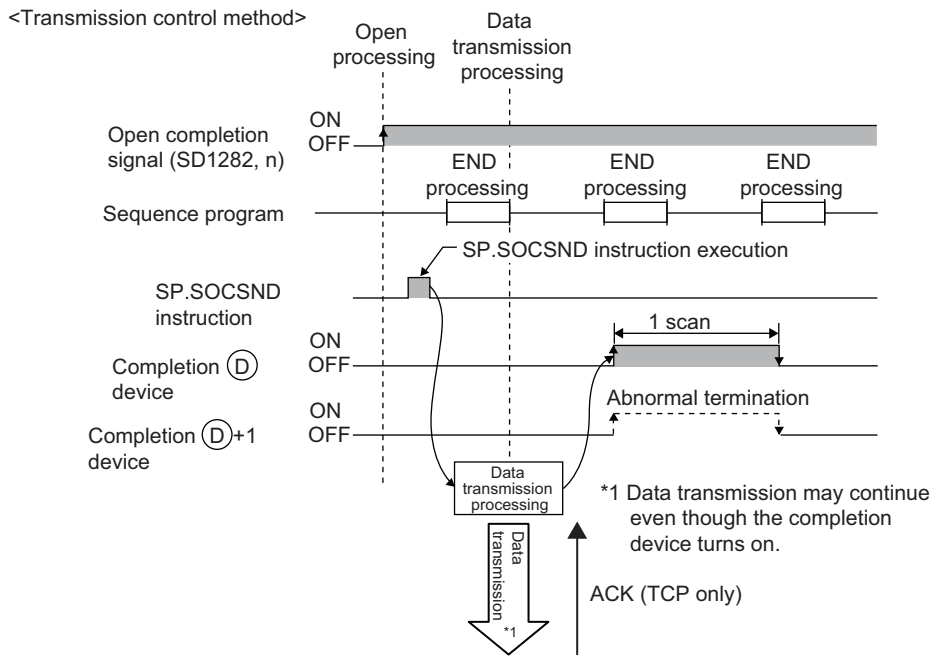 <Transmission control method>
Open
processing
Data
transmission
processing
Open completion
signal (SD1282, n)
ON
OFF
END
processing
END
processing
END
processing
Sequence program
SP.SOCSND instruction execution
SP.SOCSND
instruction
1 scan
Completion D
device
ON
OFF
Abnormal termination
Completion D+1
device
ON
OFF
Data
transmission
processing
*1 Data transmission may continue
even though the completion
device turns on.
Data
transmission
*1
ACK (TCP only)